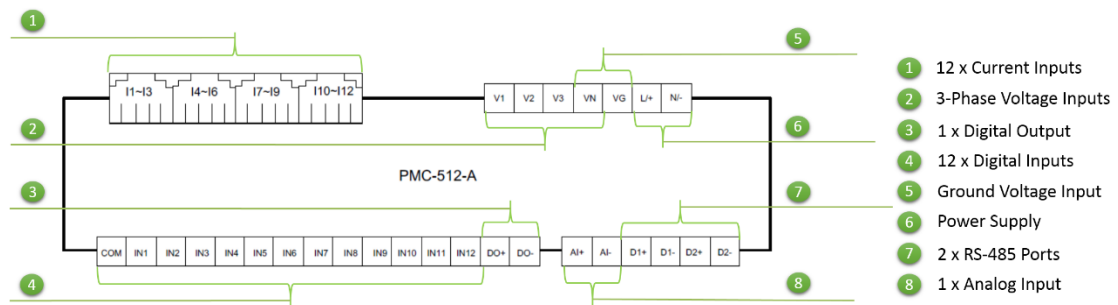 1
5
I1~I3 I4~I6 I7~I9 I10~I12
V1 V2 V3 VN VG L/+ N/-
2
6
PMC-512-A
3
7
COM IN1 IN2 IN3 IN4 IN5 IN6 IN7 IN8 IN9 IN10 IN11 IN12 DO+ DO- AI+ AI- D1+ D1- D2+ D2-
4
8
1 12 x Current Inputs
2 3-Phase Voltage Inputs
3 1 x Digital Output
4 12 x Digital Inputs
5 Ground Voltage Input
6 Power Supply
7 2 x RS-485 Ports
8 1 x Analog Input